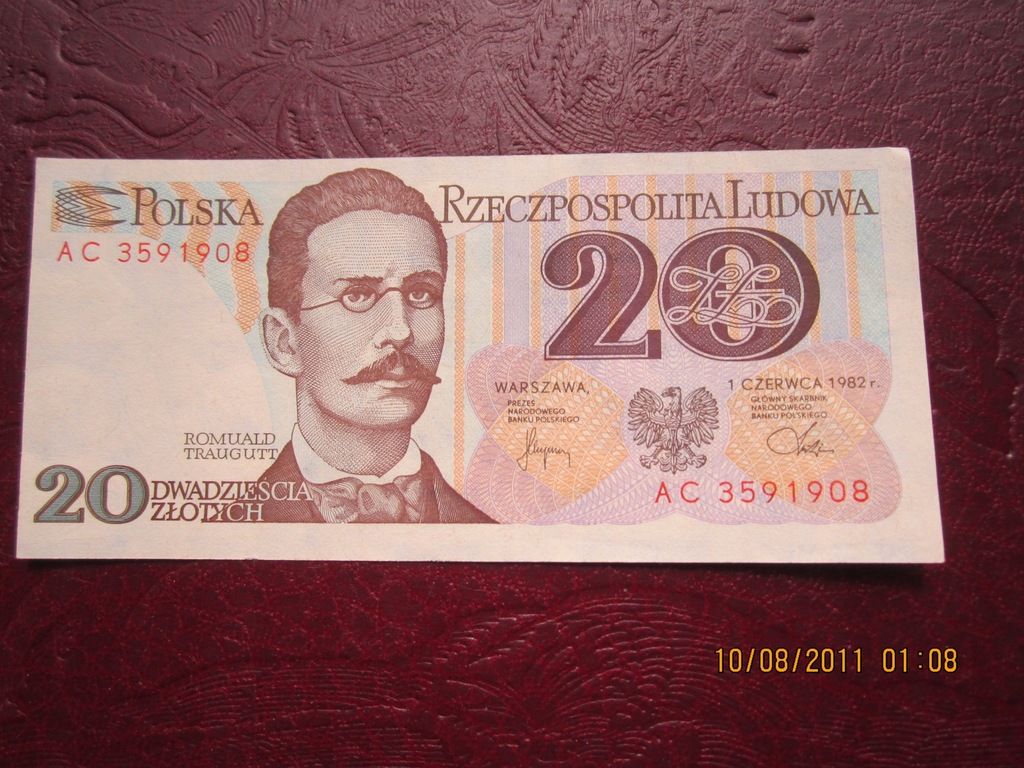 POLSKA RZECZPOSPOLITA LUDOWA
AC 3591908
20
WARSZAWA, 1 CZERWCA 1982 r.
PREZES
NARODOWEGO
BANKU POLSKIEGO
GŁÓWNY SKARBNIK
NARODOWEGO
BANKU POLSKIEGO
ROMUALD
TRAUGUTT
20 DWADZIEŚCIA
ZŁOTYCH
AC 3591908
10/08/2011 01:08